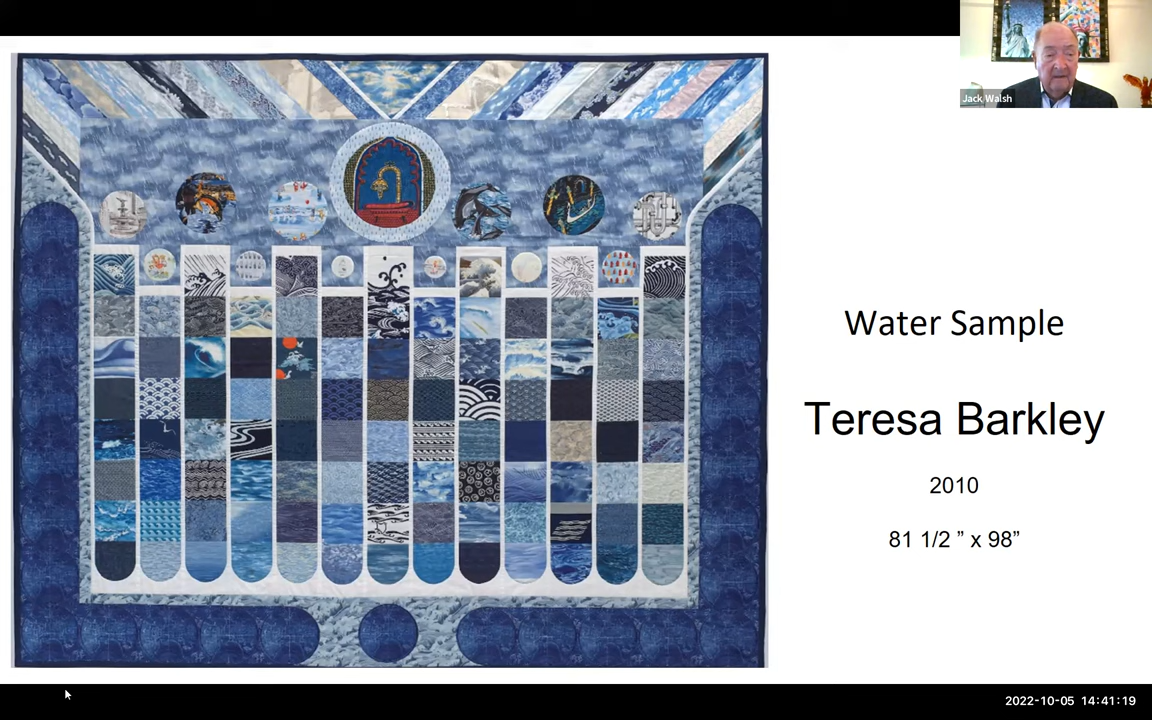 Jack Walsh
Water Sample
Teresa Barkley
2010
81 1/2 ” x 98”
2022-10-05 14:41:19